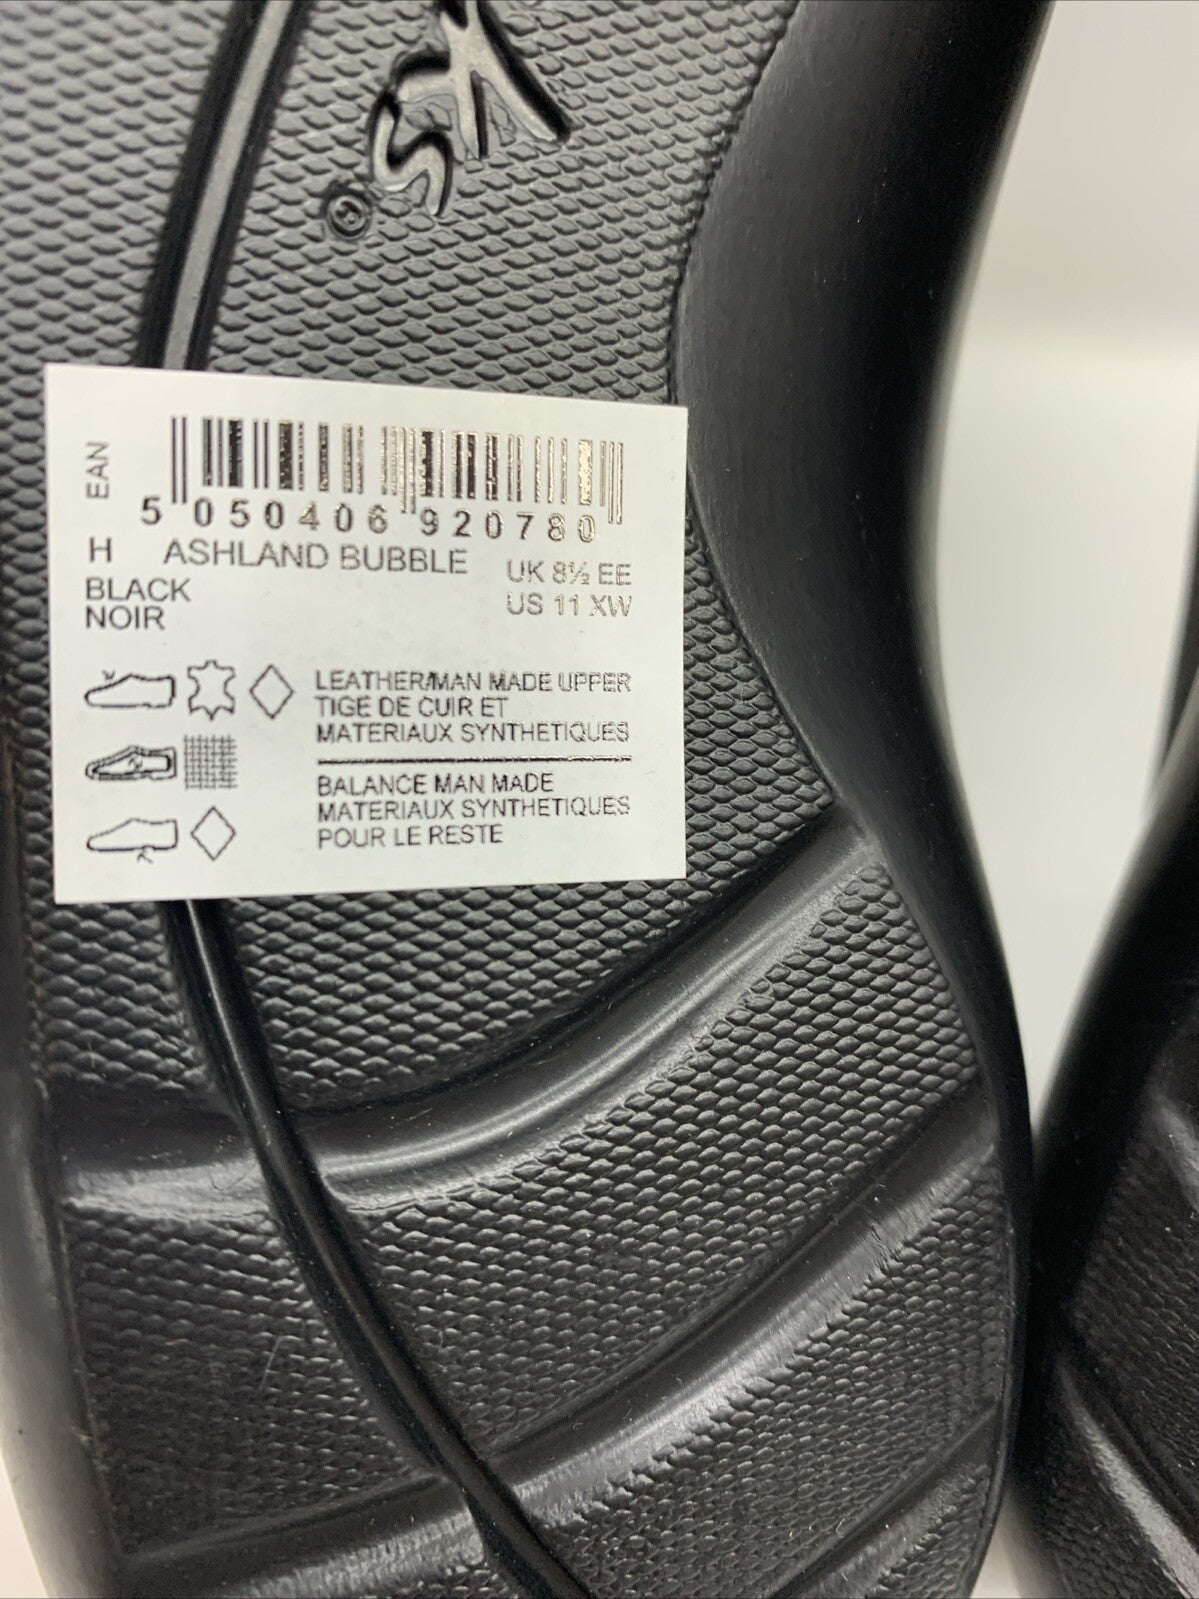 KS
®
EAN
5 050406 920780
H ASHLAND BUBBLE
BLACK
NOIR
UK 8½ EE
US 11 XW
LEATHER/MAN MADE UPPER
TIGE DE CUIR ET
MATERIAUX SYNTHETIQUES
BALANCE MAN MADE
MATERIAUX SYNTHETIQUES
POUR LE RESTE